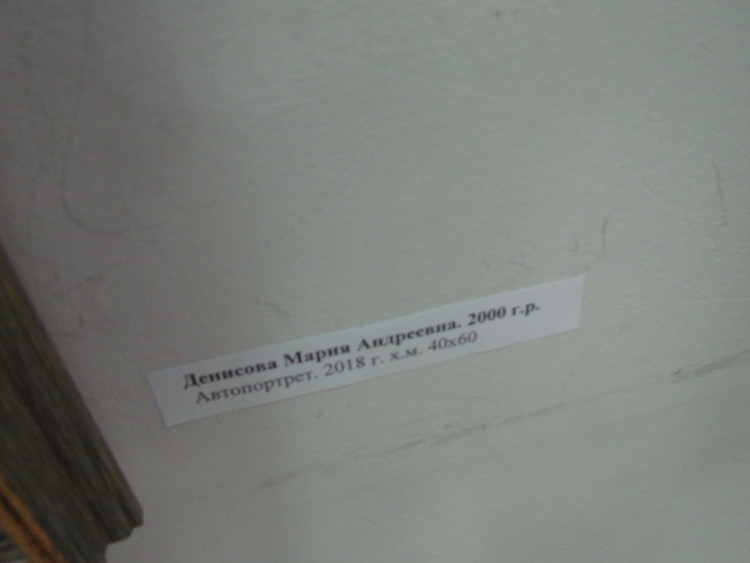 Денисова Мария Андреевна. 2000 г.р.
Автопортрет. 2018 г. х.м. 40х60